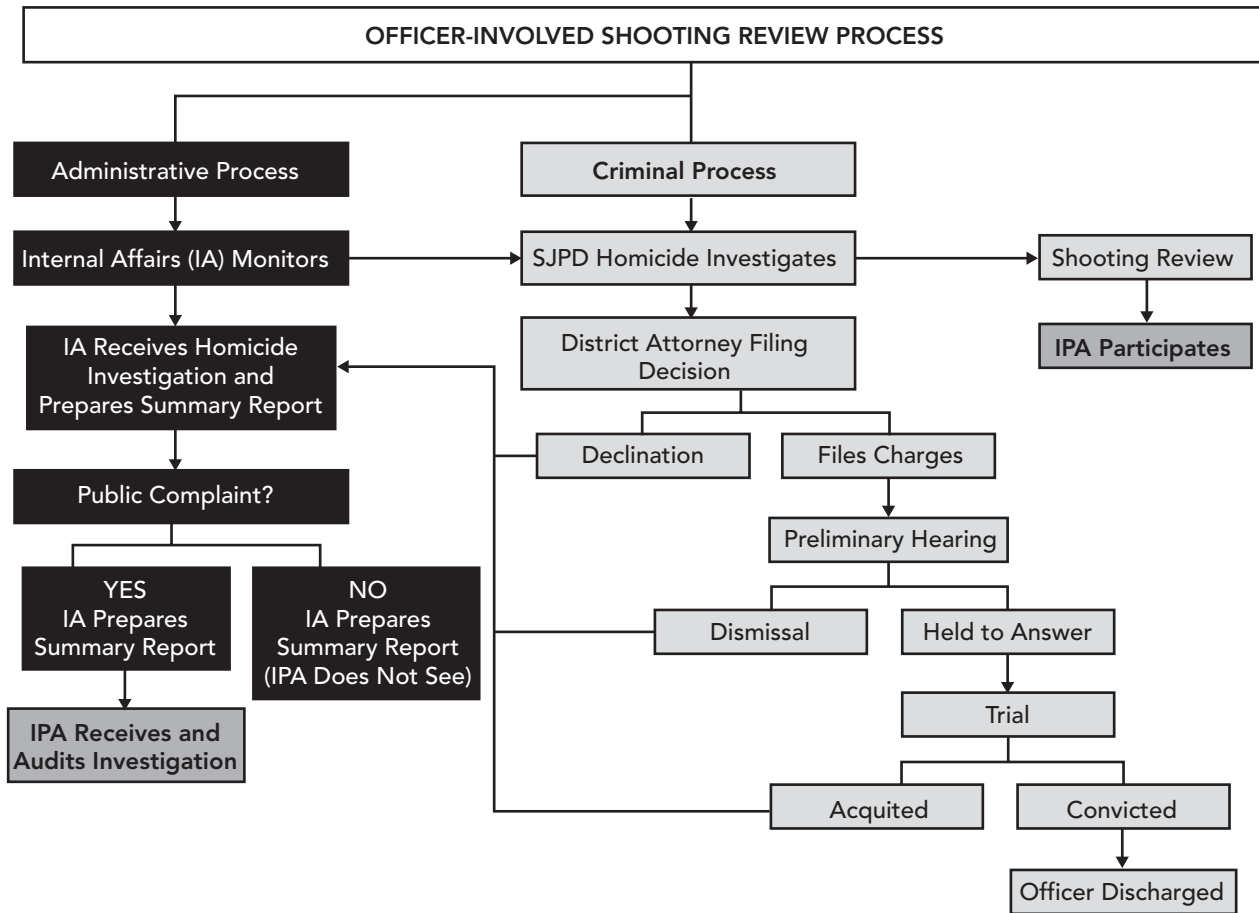 OFFICER-INVOLVED SHOOTING REVIEW PROCESS
Administrative Process
Criminal Process
Internal Affairs (IA) Monitors
SJPD Homicide Investigates
Shooting Review
IPA Participates
IA Receives Homicide
Investigation and
Prepares Summary Report
District Attorney Filing
Decision
Declination
Files Charges
Public Complaint?
Preliminary Hearing
YES
IA Prepares
Summary Report
NO
IA Prepares
Summary Report
(IPA Does Not See)
Dismissal
Held to Answer
IPA Receives and
Audits Investigation
Trial
Acquited
Convicted
Officer Discharged